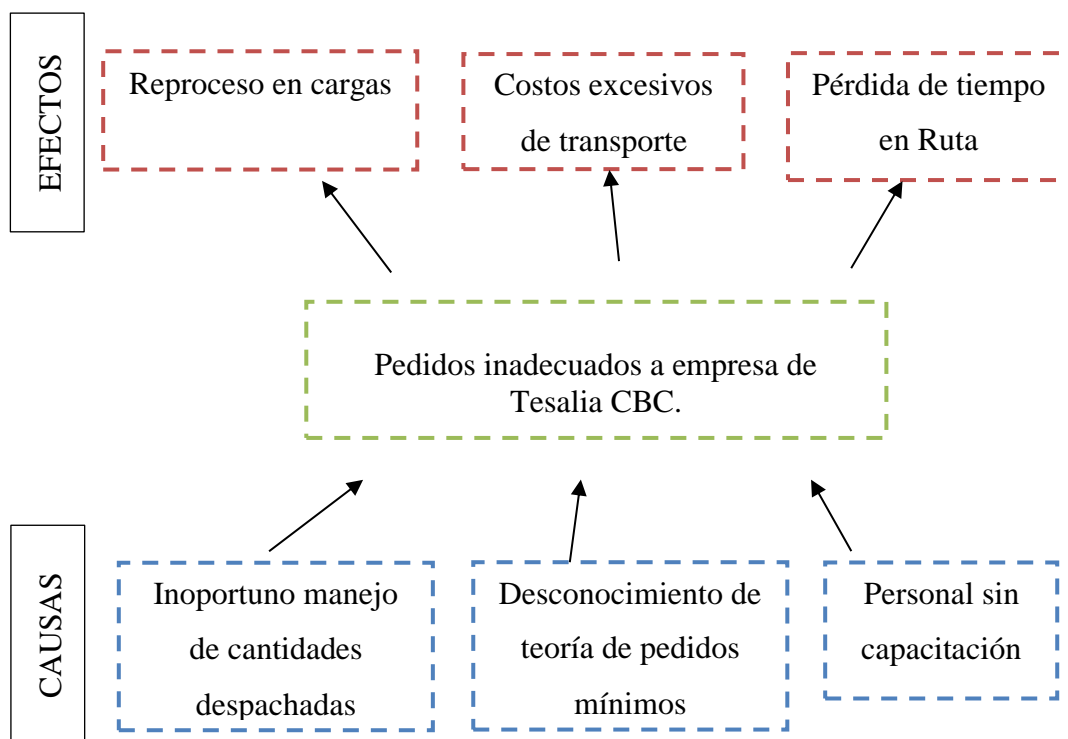 EFECTOS
Reproceso en cargas
Costos excesivos
de transporte
Pérdida de tiempo
en Ruta
Pedidos inadecuados a empresa de
Tesalia CBC.
CAUSAS
Inoportuno manejo
de cantidades
despachadas
Desconocimiento de
teoría de pedidos
mínimos
Personal sin
capacitación